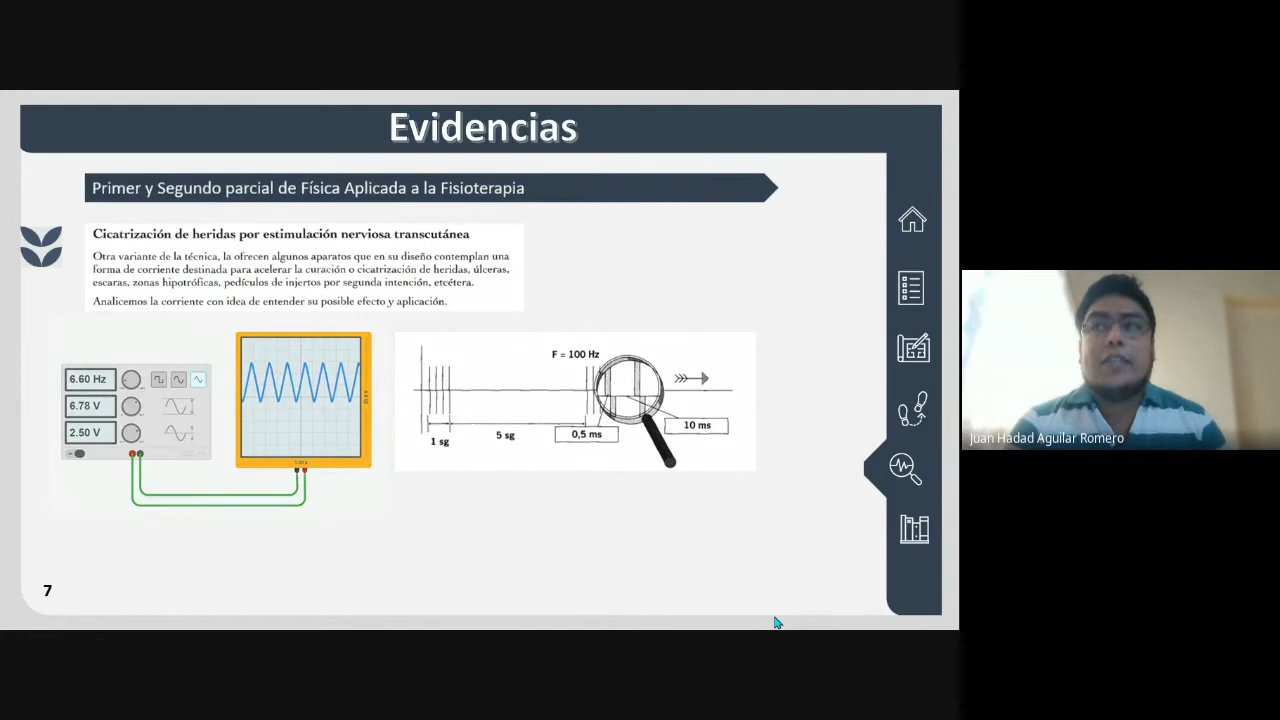 Evidencias
Primer y Segundo parcial de Física Aplicada a la Fisioterapia
Cicatrización de heridas por estimulación nerviosa transcutánea
Otra variante de la técnica, la ofrecen algunos aparatos que en su diseño contemplan una
forma de corriente destinada para acelerar la curación o cicatrización de heridas, úlceras,
escaras, zonas hipotróficas, pedículos de injertos por segunda intención, etcétera.
Analicemos la corriente con idea de entender su posible efecto y aplicación.
6.60 Hz
6.78 V
2.50 V
F = 100 Hz
1 sg
5 sg
0,5 ms
10 ms
7
Juan Hadad Aguilar Romero